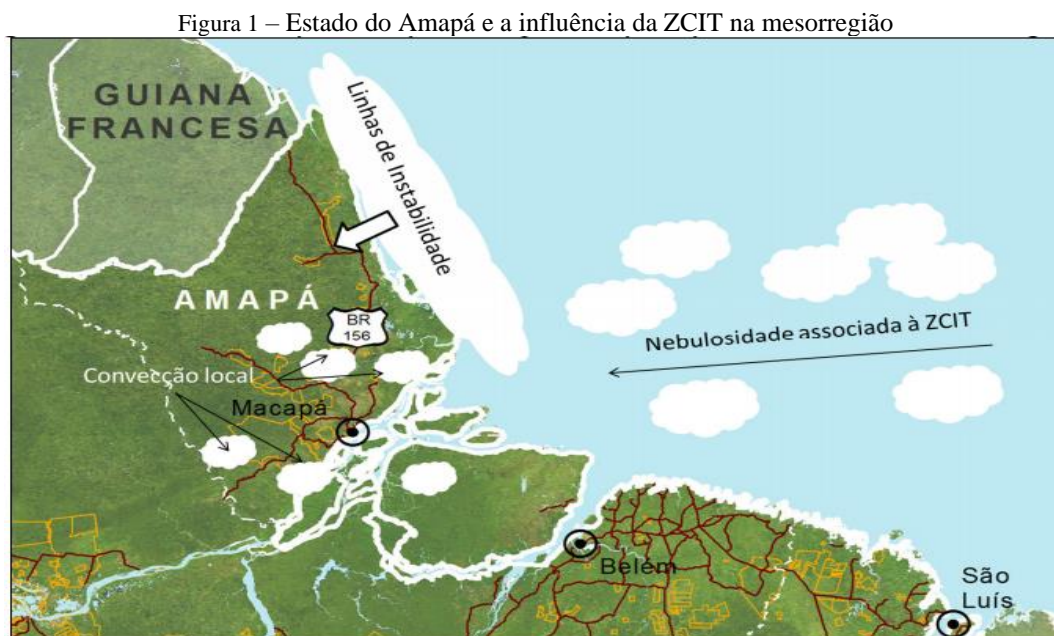 Figura 1 – Estado do Amapá e a influência da ZCIT na mesorregião
GUIANA
FRANCESA
Linhas de Instabilidade
AMAPÁ
BR
156
Nebulosidade associada à ZCIT
Convecção local
Macapá
Belém
São
Luís